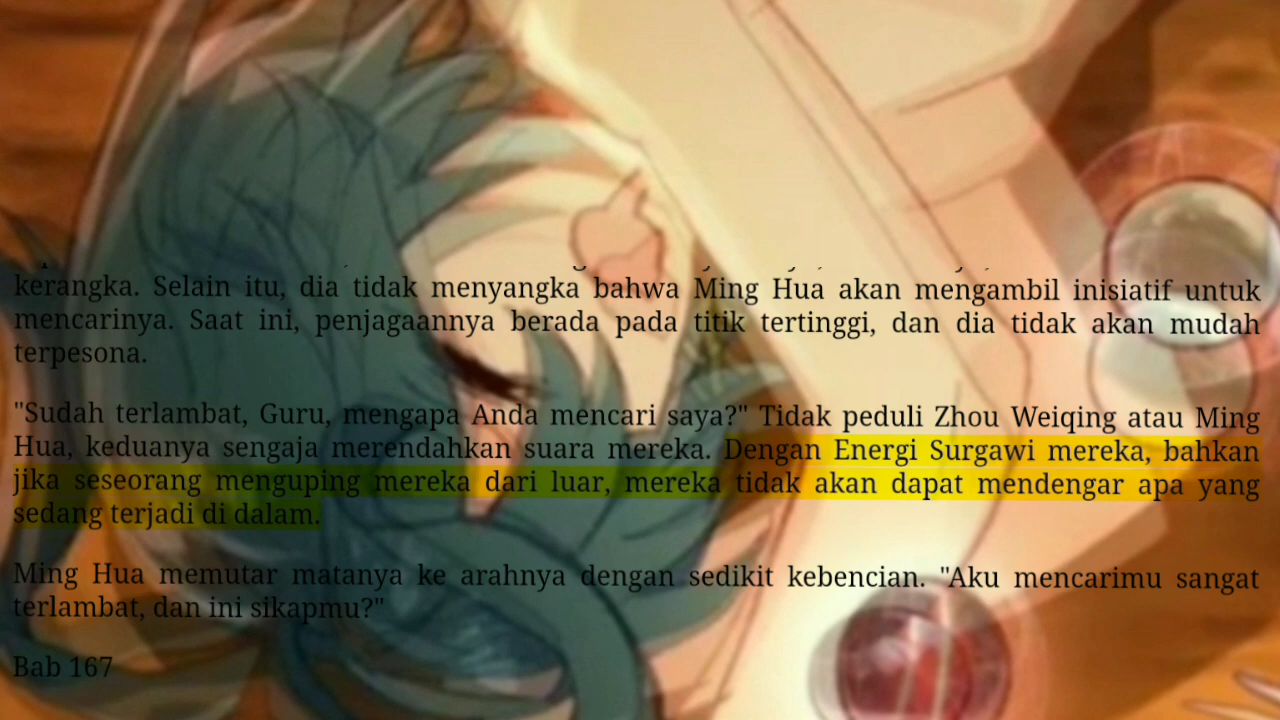 kerangka. Selain itu, dia tidak menyangka bahwa Ming Hua akan mengambil inisiatif untuk
mencarinya. Saat ini, penjagaannya berada pada titik tertinggi, dan dia tidak akan mudah
terpesona.
"Sudah terlambat, Guru, mengapa Anda mencari saya?" Tidak peduli Zhou Weiqing atau Ming
Hua, keduanya sengaja merendahkan suara mereka. Dengan Energi Surgawi mereka, bahkan
jika seseorang menguping mereka dari luar, mereka tidak akan dapat mendengar apa yang
sedang terjadi di dalam.
Ming Hua memutar matanya ke arahnya dengan sedikit kebencian. "Aku mencarimu sangat
terlambat, dan ini sikapmu?"
Bab 167